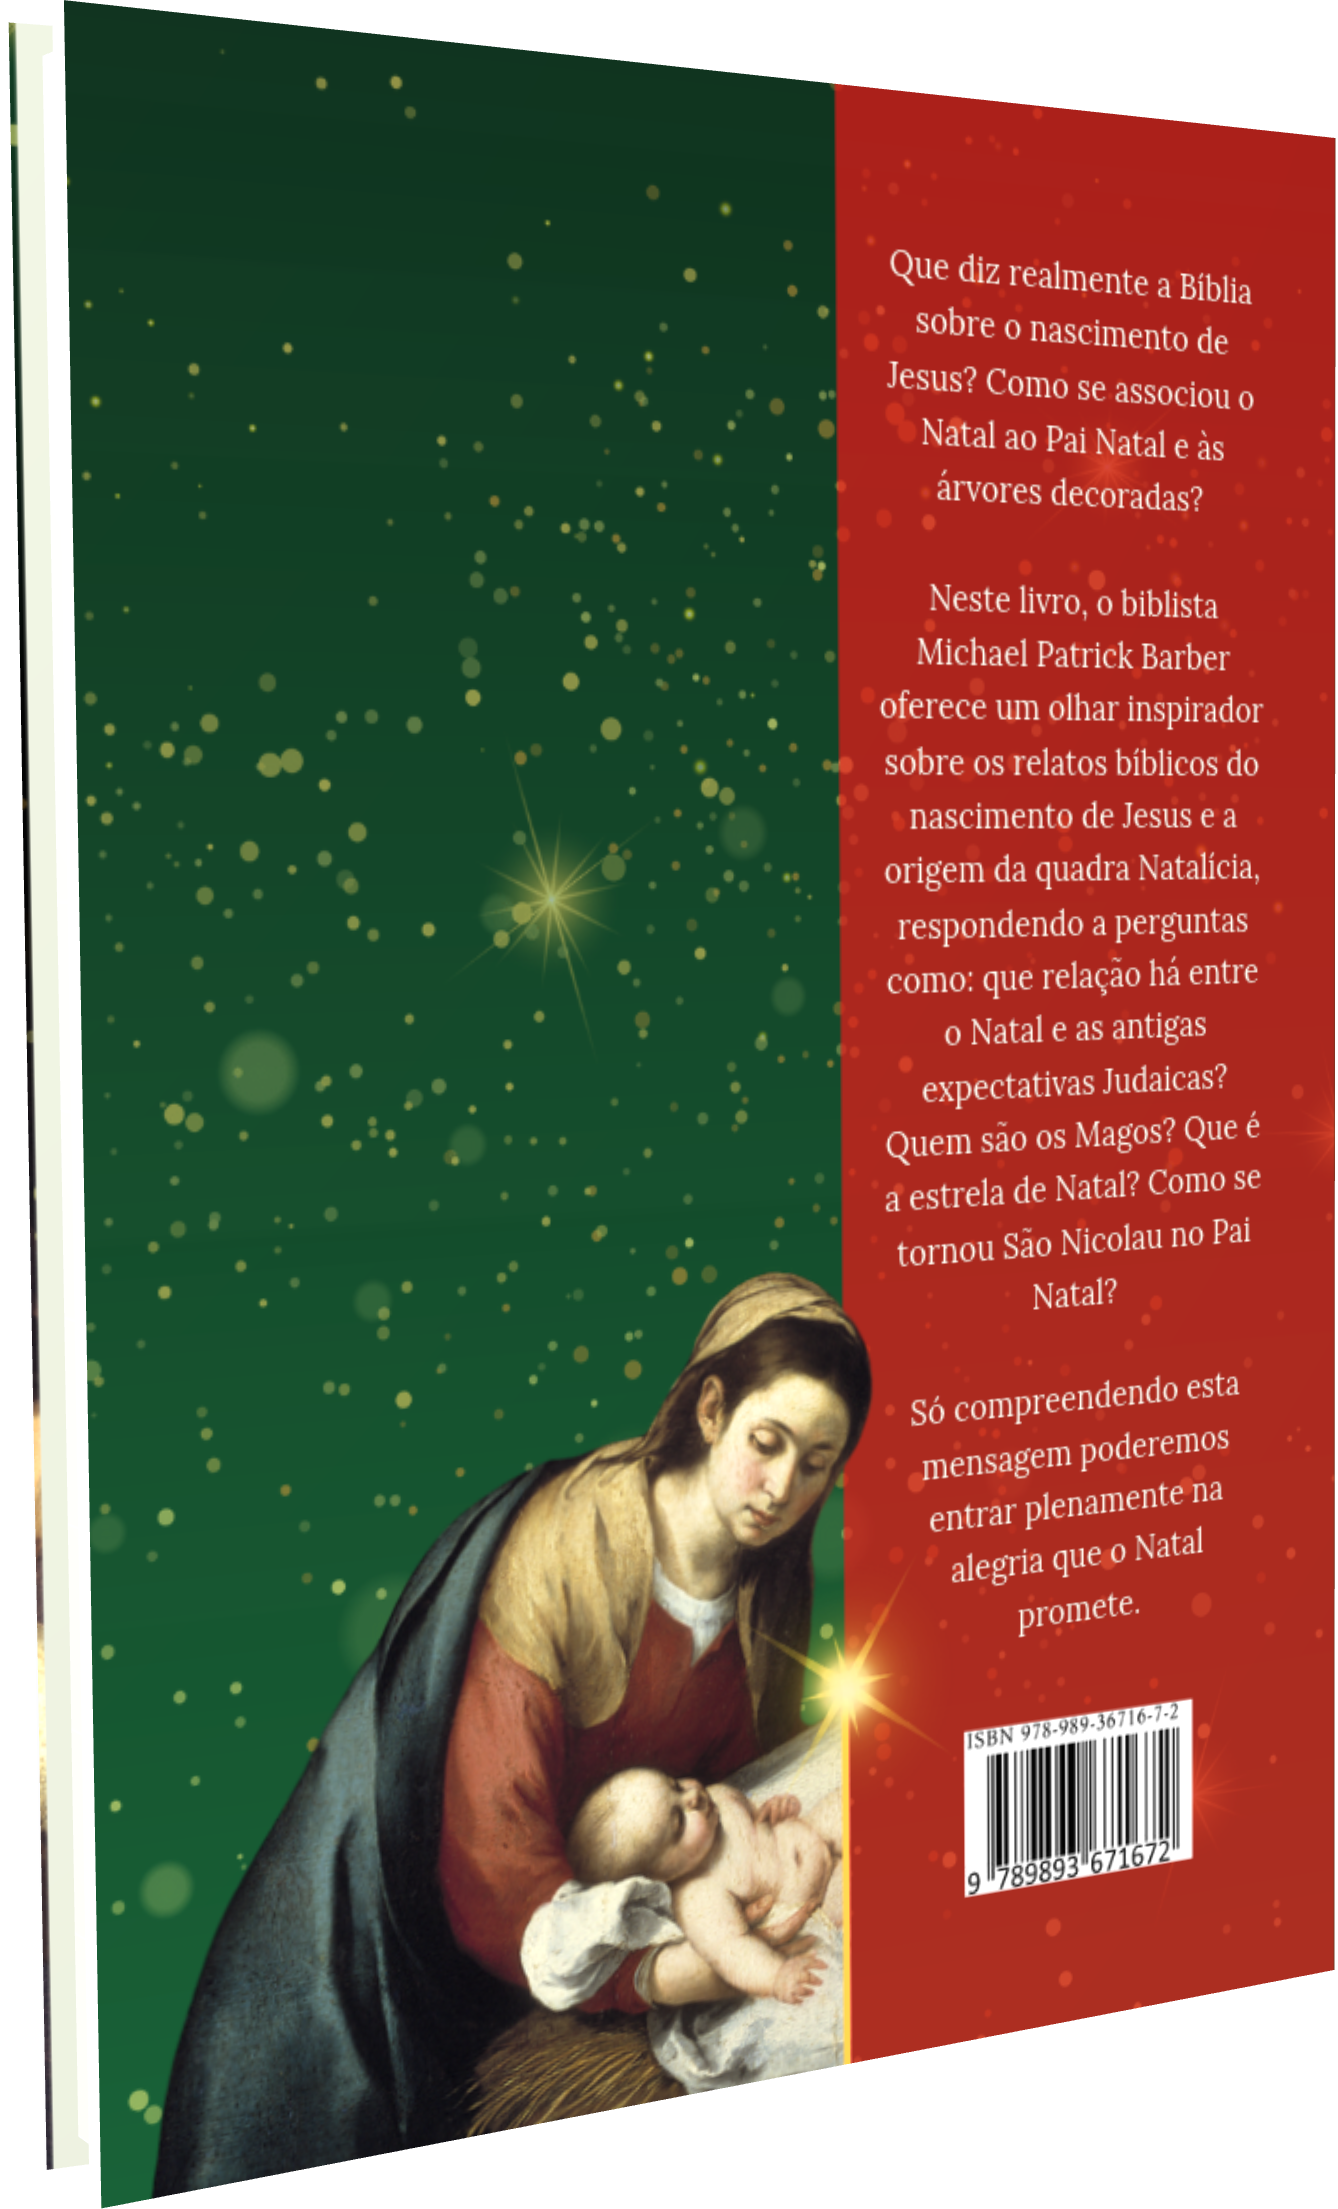 Que diz realmente a Bíblia
sobre o nascimento de
Jesus? Como se associou o
Natal ao Pai Natal e às
árvores decoradas?
Neste livro, o biblista
Michael Patrick Barber
oferece um olhar inspirador
sobre os relatos bíblicos do
nascimento de Jesus e a
origem da quadra Natalícia,
respondendo a perguntas
como: que relação há entre
o Natal e as antigas
expectativas Judaicas?
Quem são os Magos? Que é
a estrela de Natal? Como se
tornou São Nicolau no Pai
Natal?
Só compreendendo esta
mensagem poderemos
entrar plenamente na
alegria que o Natal
promete.
ISBN 978-989-36716-7-2
9 789893 671672